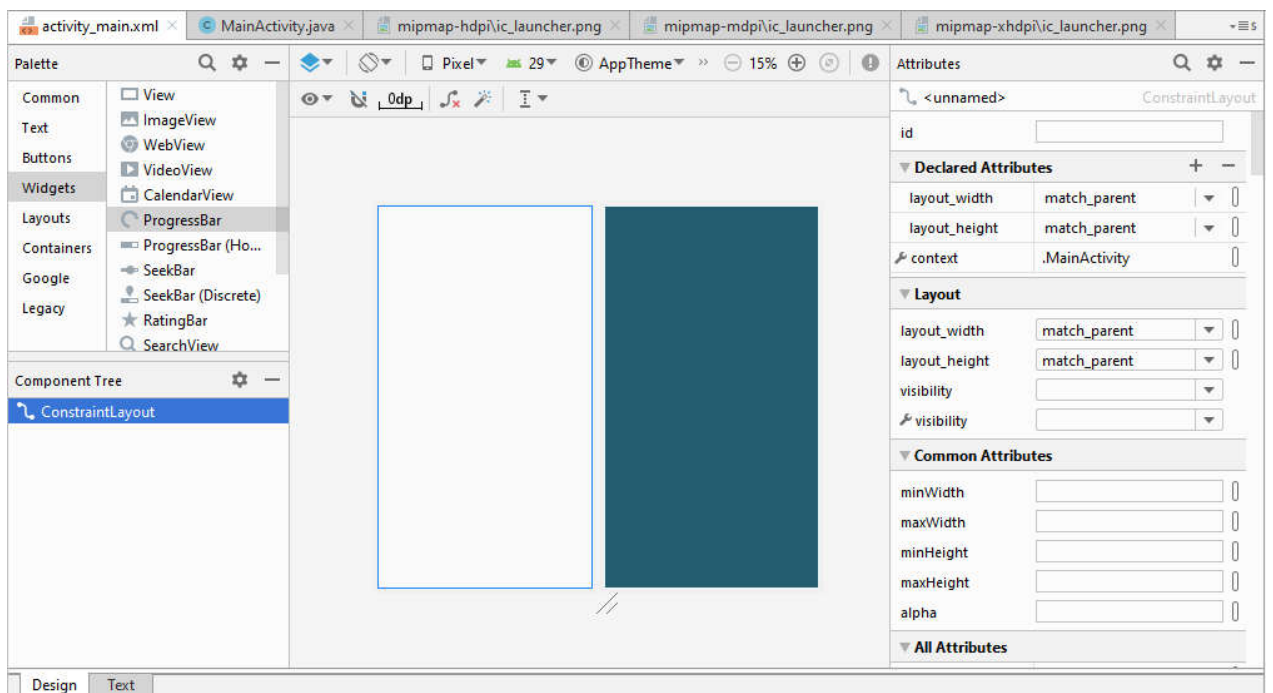 activity_main.xml
MainActivity.java
mipmap-hdpi\ic_launcher.png
mipmap-mdpi\ic_launcher.png
mipmap-xhdpi\ic_launcher.png
5
Palette
Pixel
29
AppTheme
15%
Attributes
Common
Text
Buttons
Widgets
Layouts
Containers
Google
Legacy
View
ImageView
WebView
VideoView
CalendarView
ProgressBar
ProgressBar (Ho...
SeekBar
SeekBar (Discrete)
RatingBar
SearchView
0dp
Component Tree
ConstraintLayout
<unnamed> ConstraintLayout
id
Declared Attributes
layout_width match_parent
layout_height match_parent
context .MainActivity
Layout
layout_width match_parent
layout_height match_parent
visibility
visibility
Common Attributes
minWidth
maxWidth
minHeight
maxHeight
alpha
All Attributes
Design Text